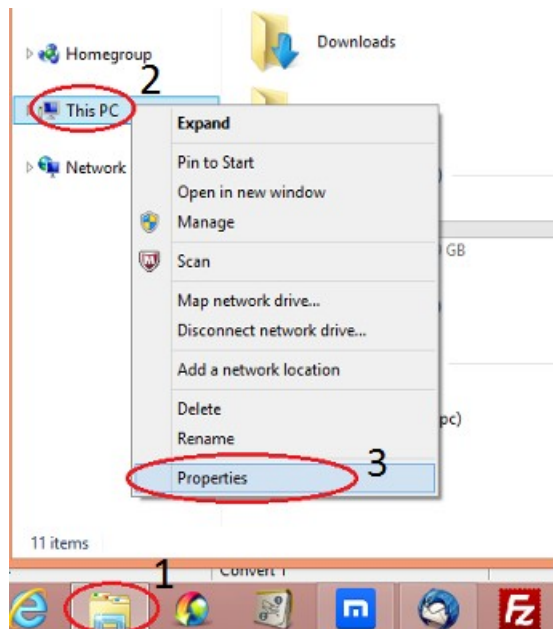 Downloads
Homegroup
2
This PC
Expand
Pin to Start
Network
Open in new window
Manage
GB
Scan
Map network drive...
Disconnect network drive...
Add a network location
Delete
pc)
Rename
Properties
3
11 items
1
Convert 1
m
Fz